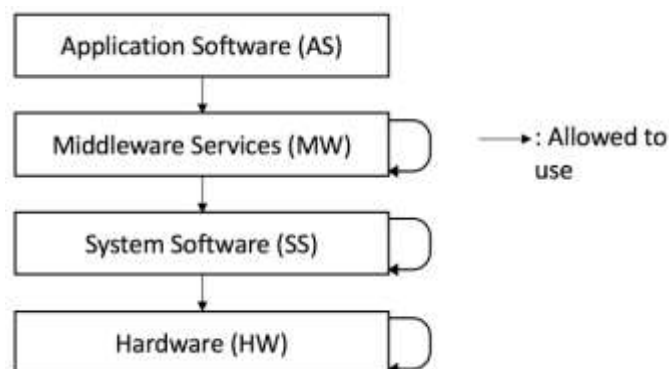 Application Software (AS)
Middleware Services (MW)
: Allowed to
use
System Software (SS)
Hardware (HW)